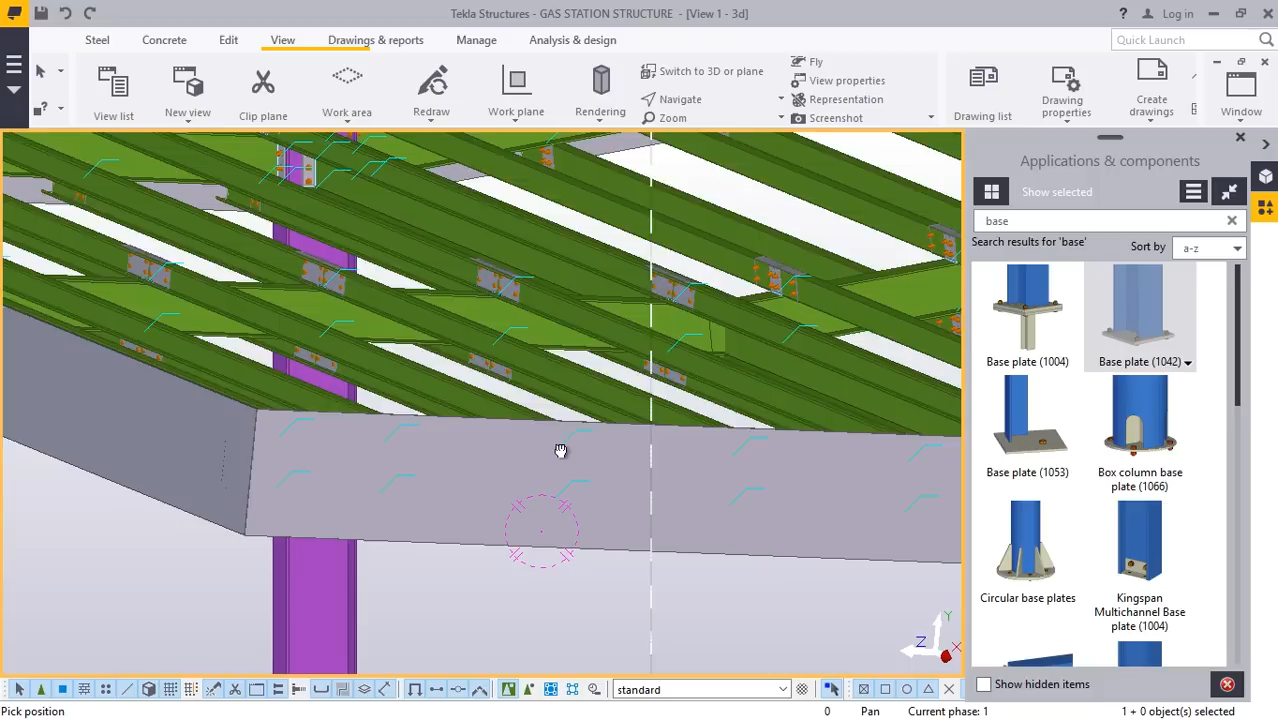 Tekla Structures - GAS STATION STRUCTURE - [View 1 - 3d]
? Log in
Steel Concrete Edit View Drawings & reports Manage Analysis & design
Quick Launch
View list
New view
Clip plane
Work area
Redraw
Work plane
Rendering
Switch to 3D or plane
Navigate
Zoom
Fly
View properties
Representation
Screenshot
Drawing list
Drawing properties
Create drawings
Window
Applications & components
Show selected
base
Search results for 'base'
Sort by
a-z
Base plate (1004)
Base plate (1042)
Base plate (1053)
Box column base plate (1066)
Circular base plates
Kingspan Multichannel Base plate (1004)
Show hidden items
Y
Z
X
standard
Pick position
0
Pan
Current phase: 1
1 + 0 object(s) selected